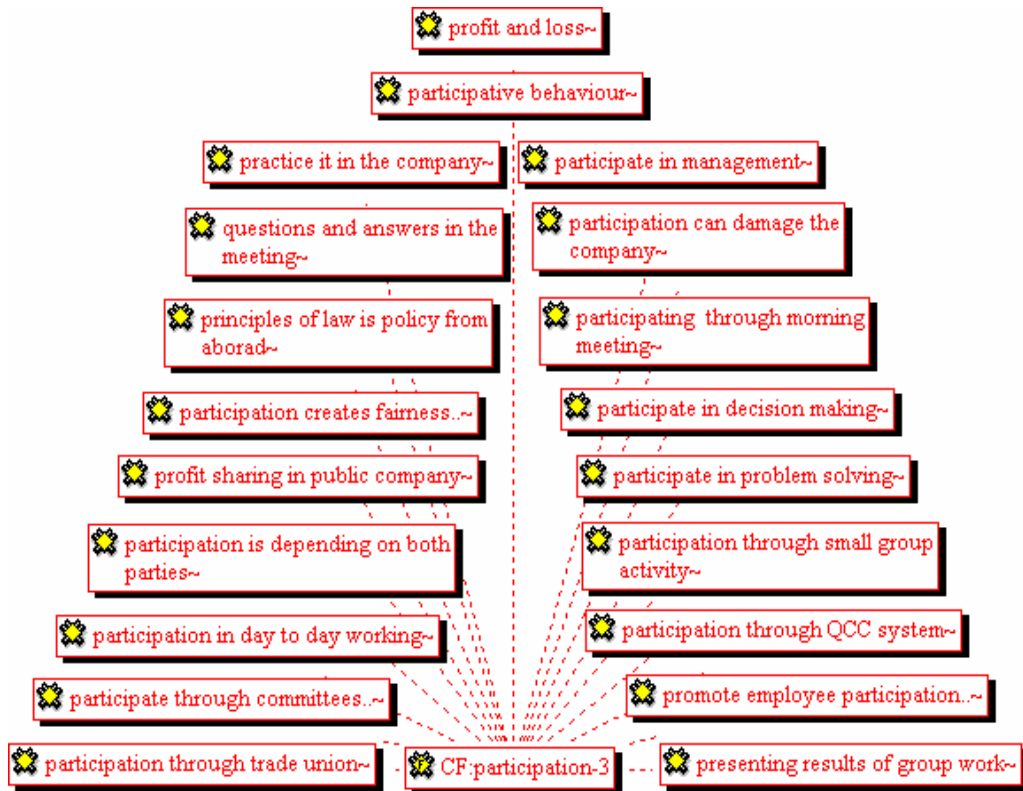 profit and loss~
participative behaviour~
practice it in the company~
participate in management~
questions and answers in the
meeting~
participation can damage the
company~
principles of law is policy from
aborad~
participating through morning
meeting~
participation creates fairness..~
participate in decision making~
profit sharing in public company~
participate in problem solving~
participation is depending on both
parties~
participation through small group
activity~
participation in day to day working~
participation through QCC system~
participate through committees..~
promote employee participation..~
participation through trade union~
F CF:participation-3
presenting results of group work~